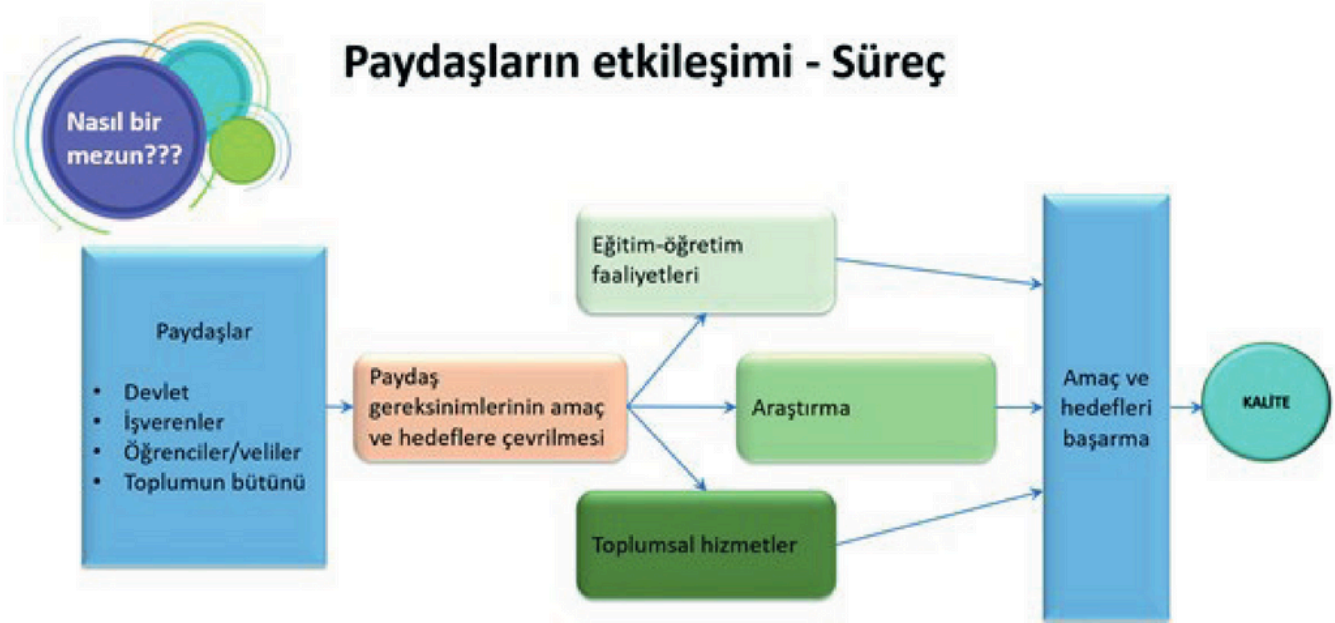 Paydaşların etkileşimi - Süreç
Nasıl bir
mezun???
Paydaşlar
• Devlet
• İşverenler
• Öğrenciler/veliler
• Toplumun bütünü
Paydaş
gereksinimlerinin amaç
ve hedeflere çevrilmesi
Eğitim-öğretim
faaliyetleri
Araştırma
Toplumsal hizmetler
Amaç ve
hedefleri
başarma
KALİTE